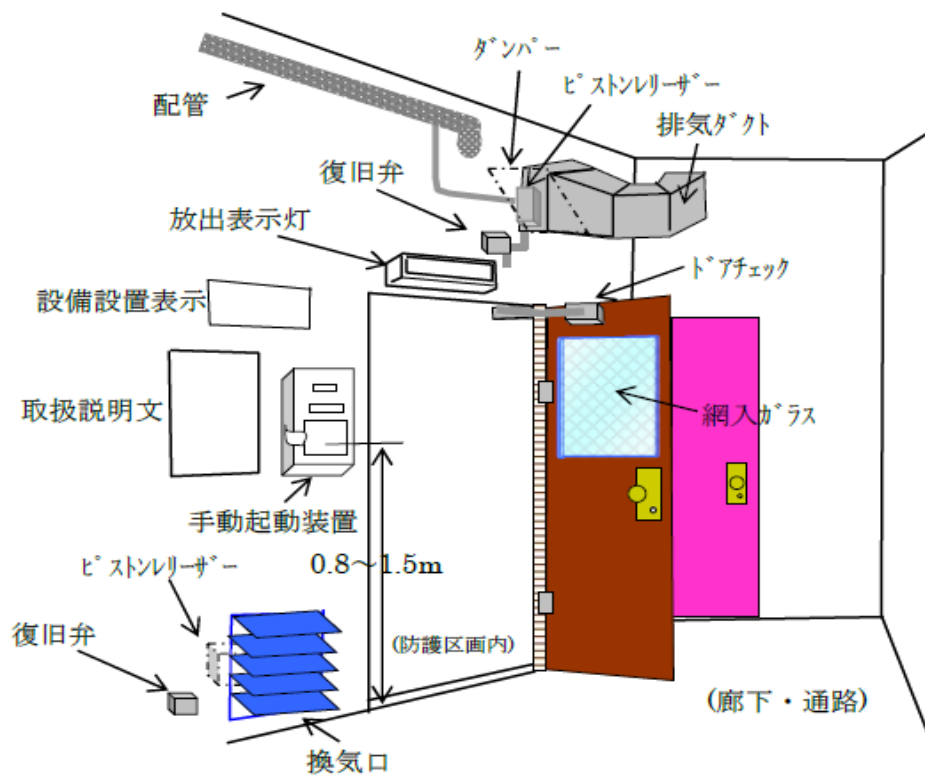 ﾀﾞﾝﾊﾟｰ
ﾋﾟｽﾄﾝﾚﾘｰｻﾞｰ
配管
排気ﾀﾞｸﾄ
復旧弁
放出表示灯
ﾄﾞｱチェック
設備設置表示
取扱説明文
網入ｶﾞﾗｽ
手動起動装置
ﾋﾟｽﾄﾝﾚﾘｰｻﾞｰ
0.8～1.5m
復旧弁
(防護区画内)
(廊下・通路)
換気口